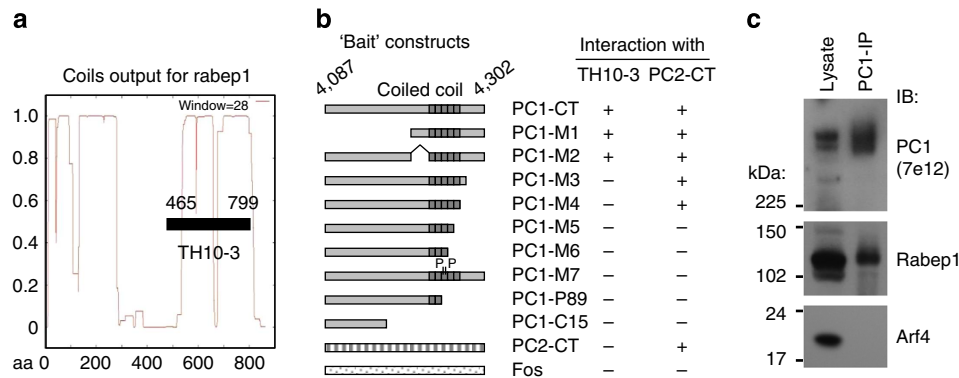 a
Coils output for rabep1
Window=28
1.0
0.8
0.6
0.4
0.2
0
465 799
TH10-3
aa 0 200 400 600 800
b
'Bait' constructs
4,087 4,302
Coiled coil
Interaction with
TH10-3 PC2-CT
PC1-CT + +
PC1-M1 + +
PC1-M2 + +
PC1-M3 – +
PC1-M4 – +
PC1-M5 – –
PC1-M6 – –
P P
PC1-M7 – –
PC1-P89 – –
PC1-C15 – –
PC2-CT – +
Fos – –
c
Lysate
PC1-IP
IB:
PC1
(7e12)
kDa:
225
150
Rabep1
102
24
Arf4
17